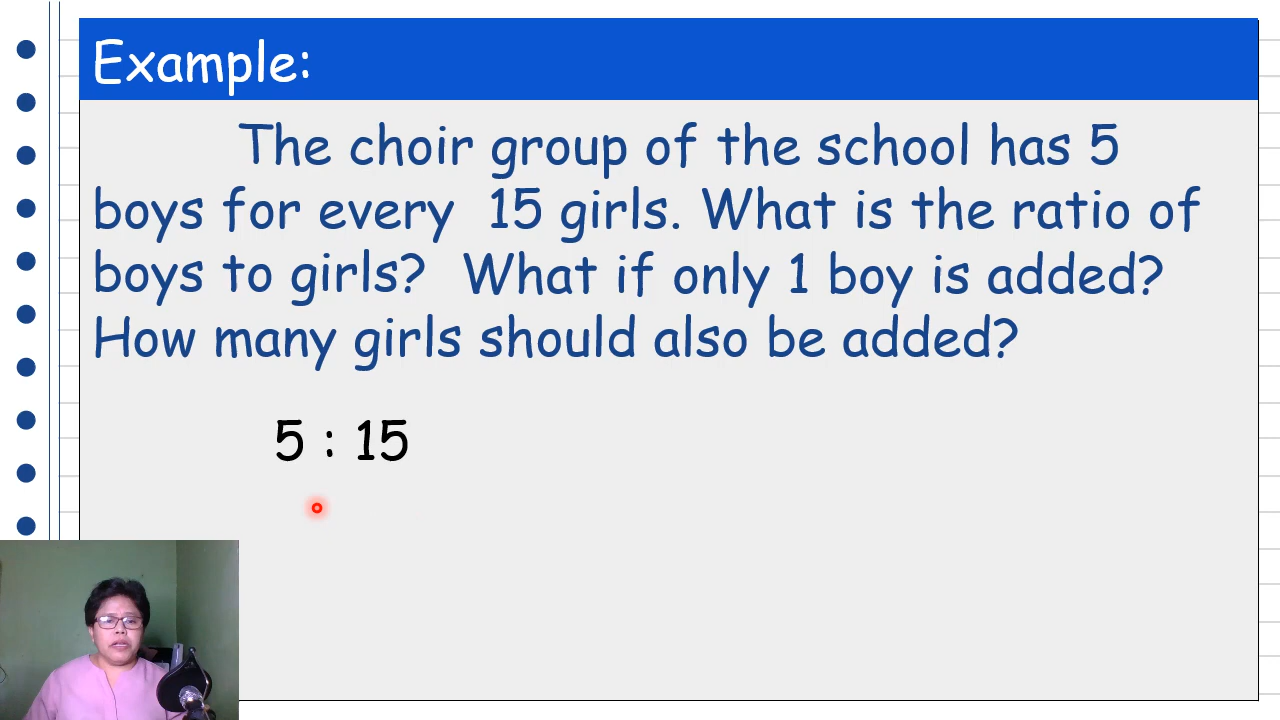 Example:
The choir group of the school has 5
boys for every 15 girls. What is the ratio of
boys to girls? What if only 1 boy is added?
How many girls should also be added?
5 : 15